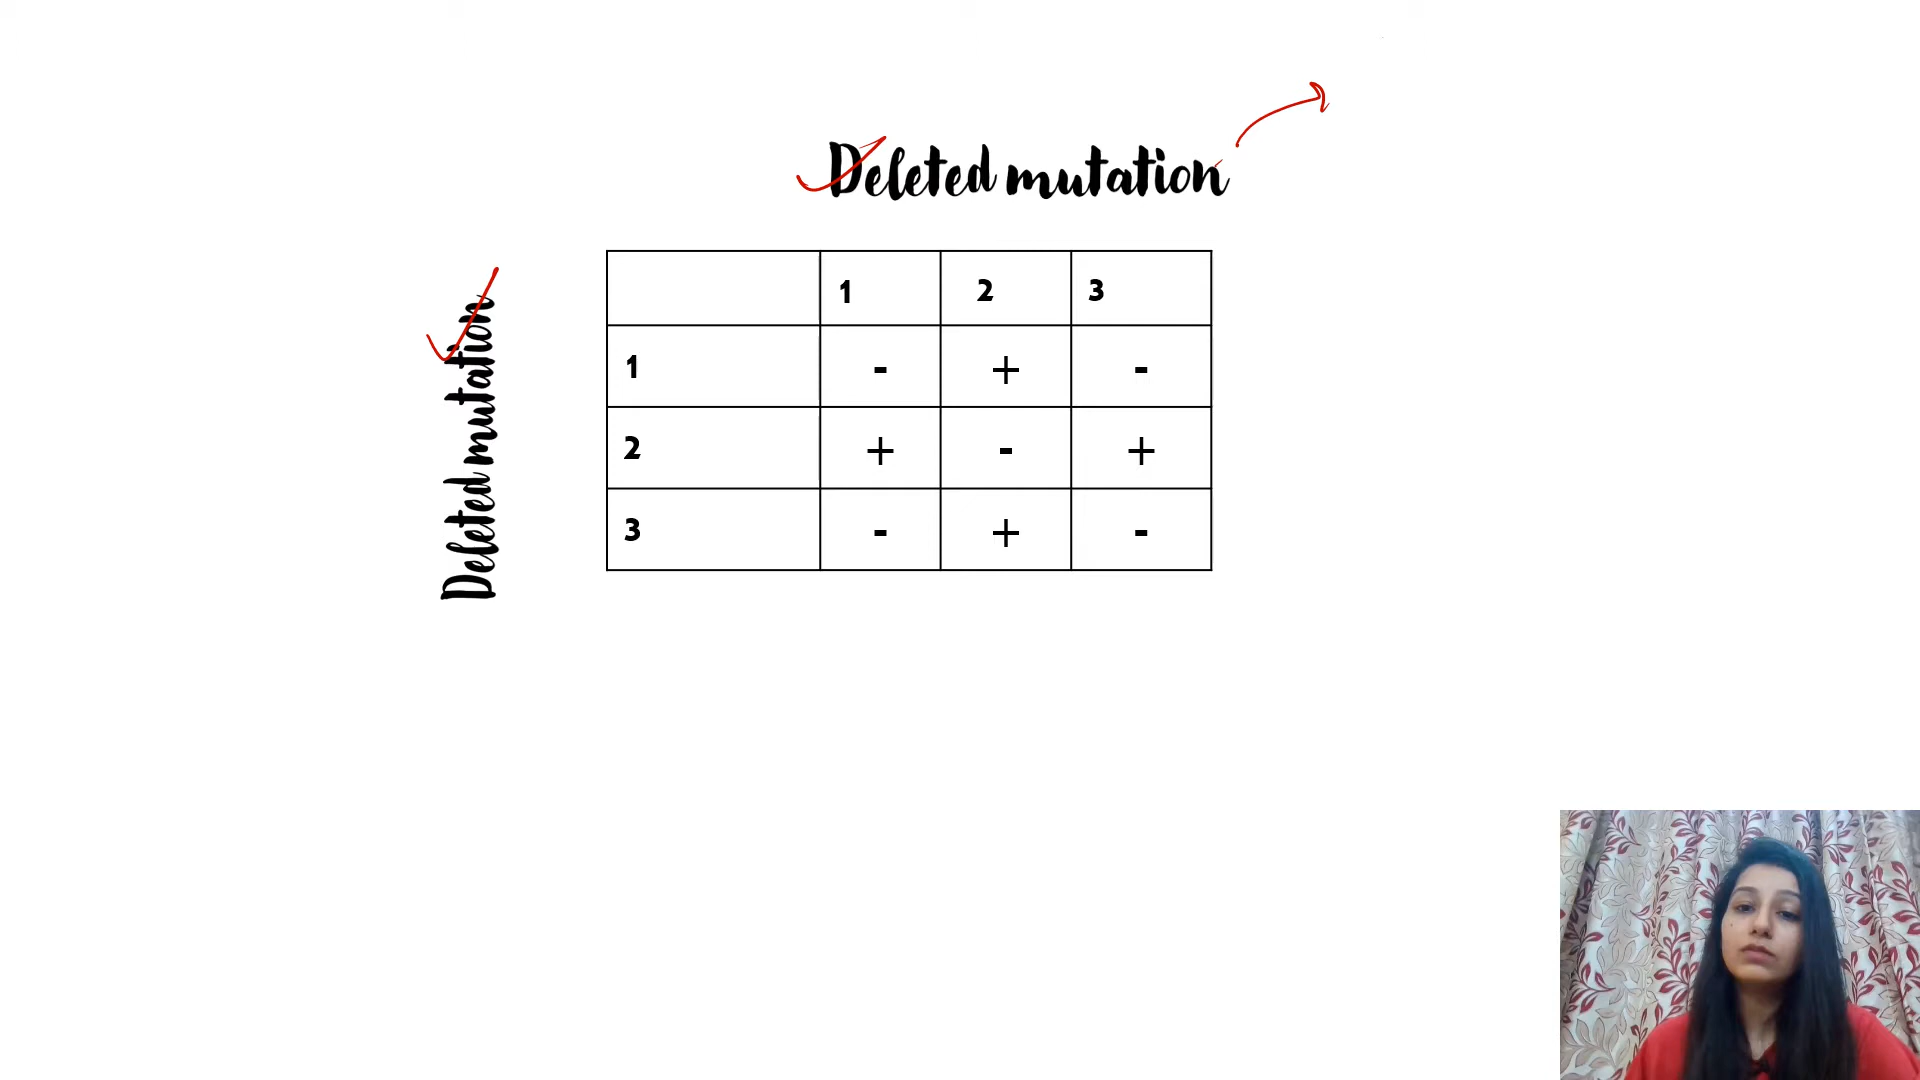 Deleted mutation
Deleted mutation
1 2 3
1 - + -
2 + - +
3 - + -